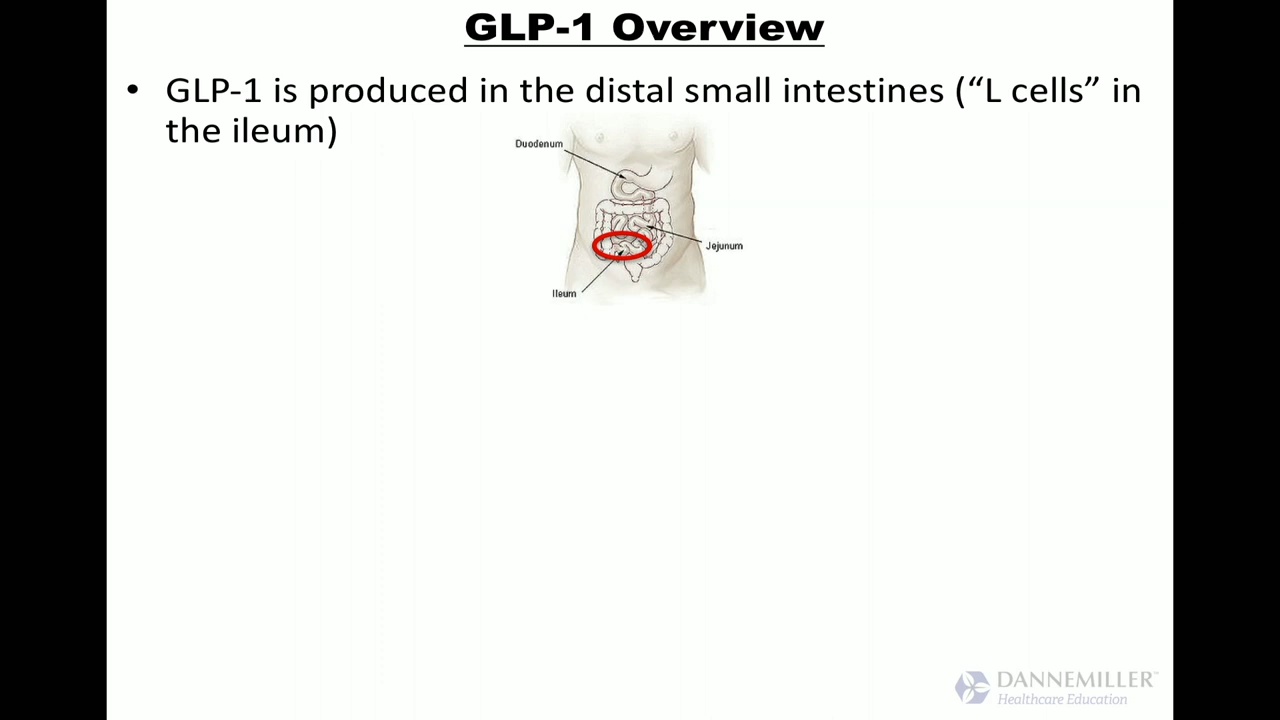 GLP-1 Overview
• GLP-1 is produced in the distal small intestines (“L cells” in
the ileum)
Duodenum
Jejunum
Ileum
DANNEMILLER™
Healthcare Education